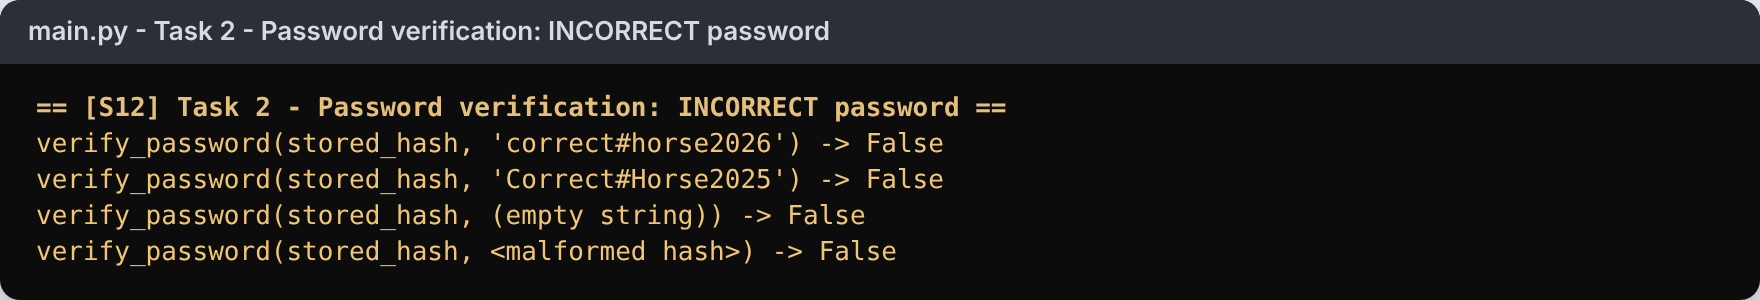 main.py - Task 2 - Password verification: INCORRECT password
== [S12] Task 2 - Password verification: INCORRECT password ==
verify_password(stored_hash, 'correct#horse2026') -> False
verify_password(stored_hash, 'Correct#Horse2025') -> False
verify_password(stored_hash, (empty string)) -> False
verify_password(stored_hash, <malformed hash>) -> False